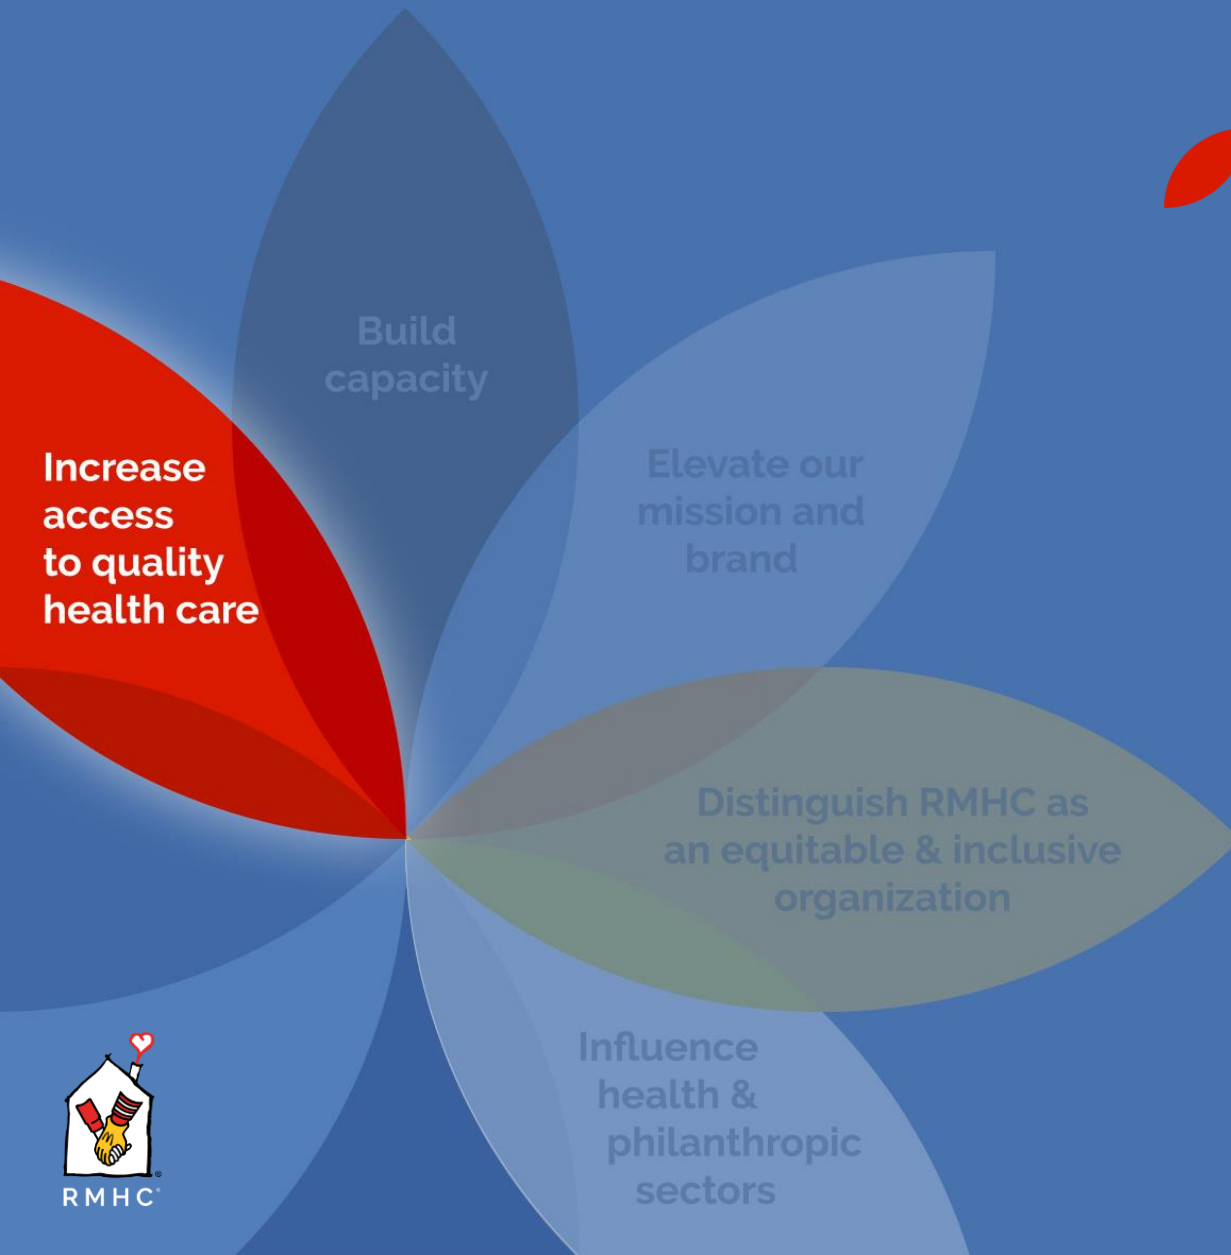 Build
capacity
Increase
access
to quality
health care
Elevate our
mission and
brand
Distinguish RMHC as
an equitable & inclusive
organization
Influence
health &
philanthropic
sectors
RMHC®